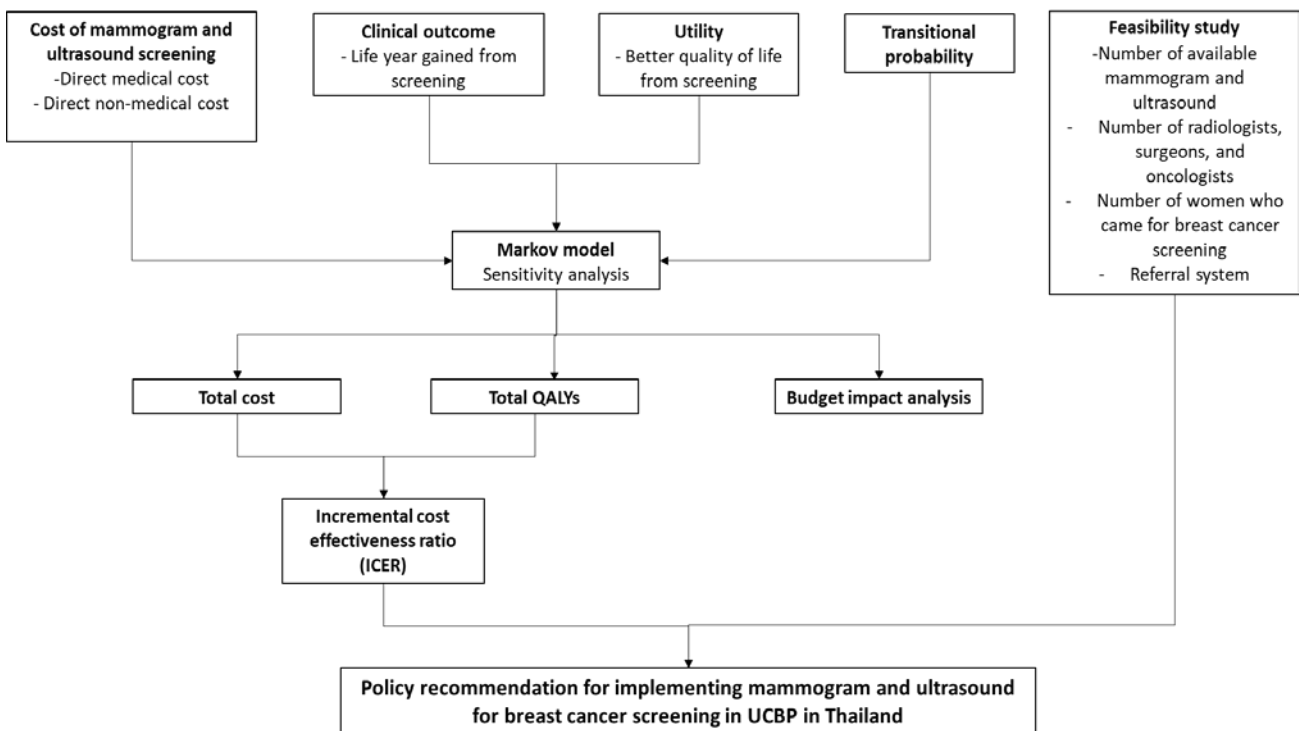 Cost of mammogram and
ultrasound screening
-Direct medical cost
- Direct non-medical cost
Clinical outcome
- Life year gained from
screening
Utility
- Better quality of life
from screening
Transitional
probability
Feasibility study
-Number of available
mammogram and
ultrasound
- Number of radiologists,
surgeons, and
oncologists
- Number of women who
came for breast cancer
screening
- Referral system
Markov model
Sensitivity analysis
Total cost
Total QALYs
Budget impact analysis
Incremental cost
effectiveness ratio
(ICER)
Policy recommendation for implementing mammogram and ultrasound
for breast cancer screening in UCBP in Thailand